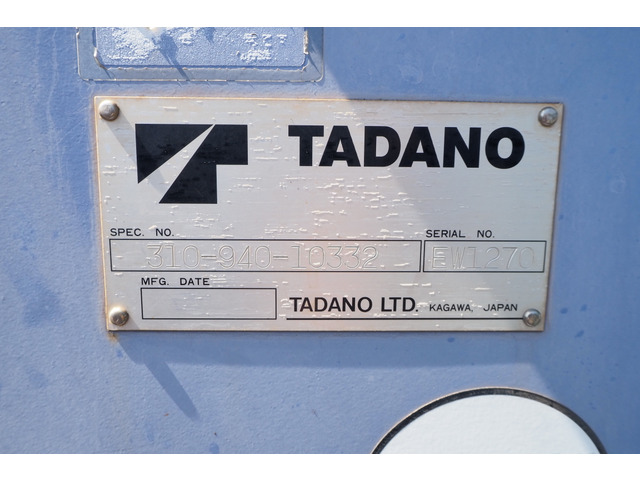 TADANO
SPEC. NO.
310-940-10332
SERIAL NO.
EW1270
MFG. DATE
TADANO LTD. KAGAWA, JAPAN